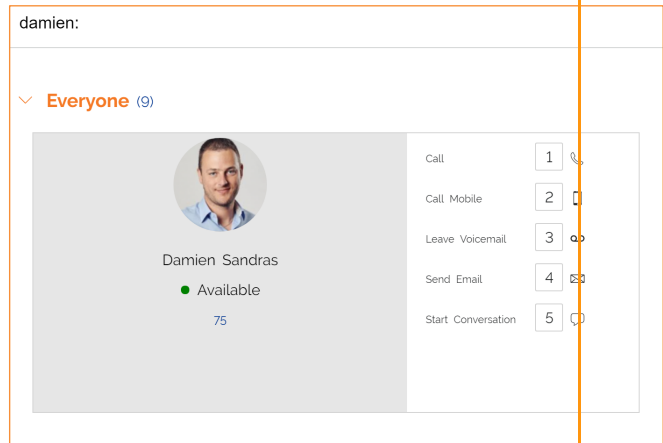 damien:
Everyone (9)
Damien Sandras
Available
75
Call 1
Call Mobile 2
Leave Voicemail 3
Send Email 4
Start Conversation 5